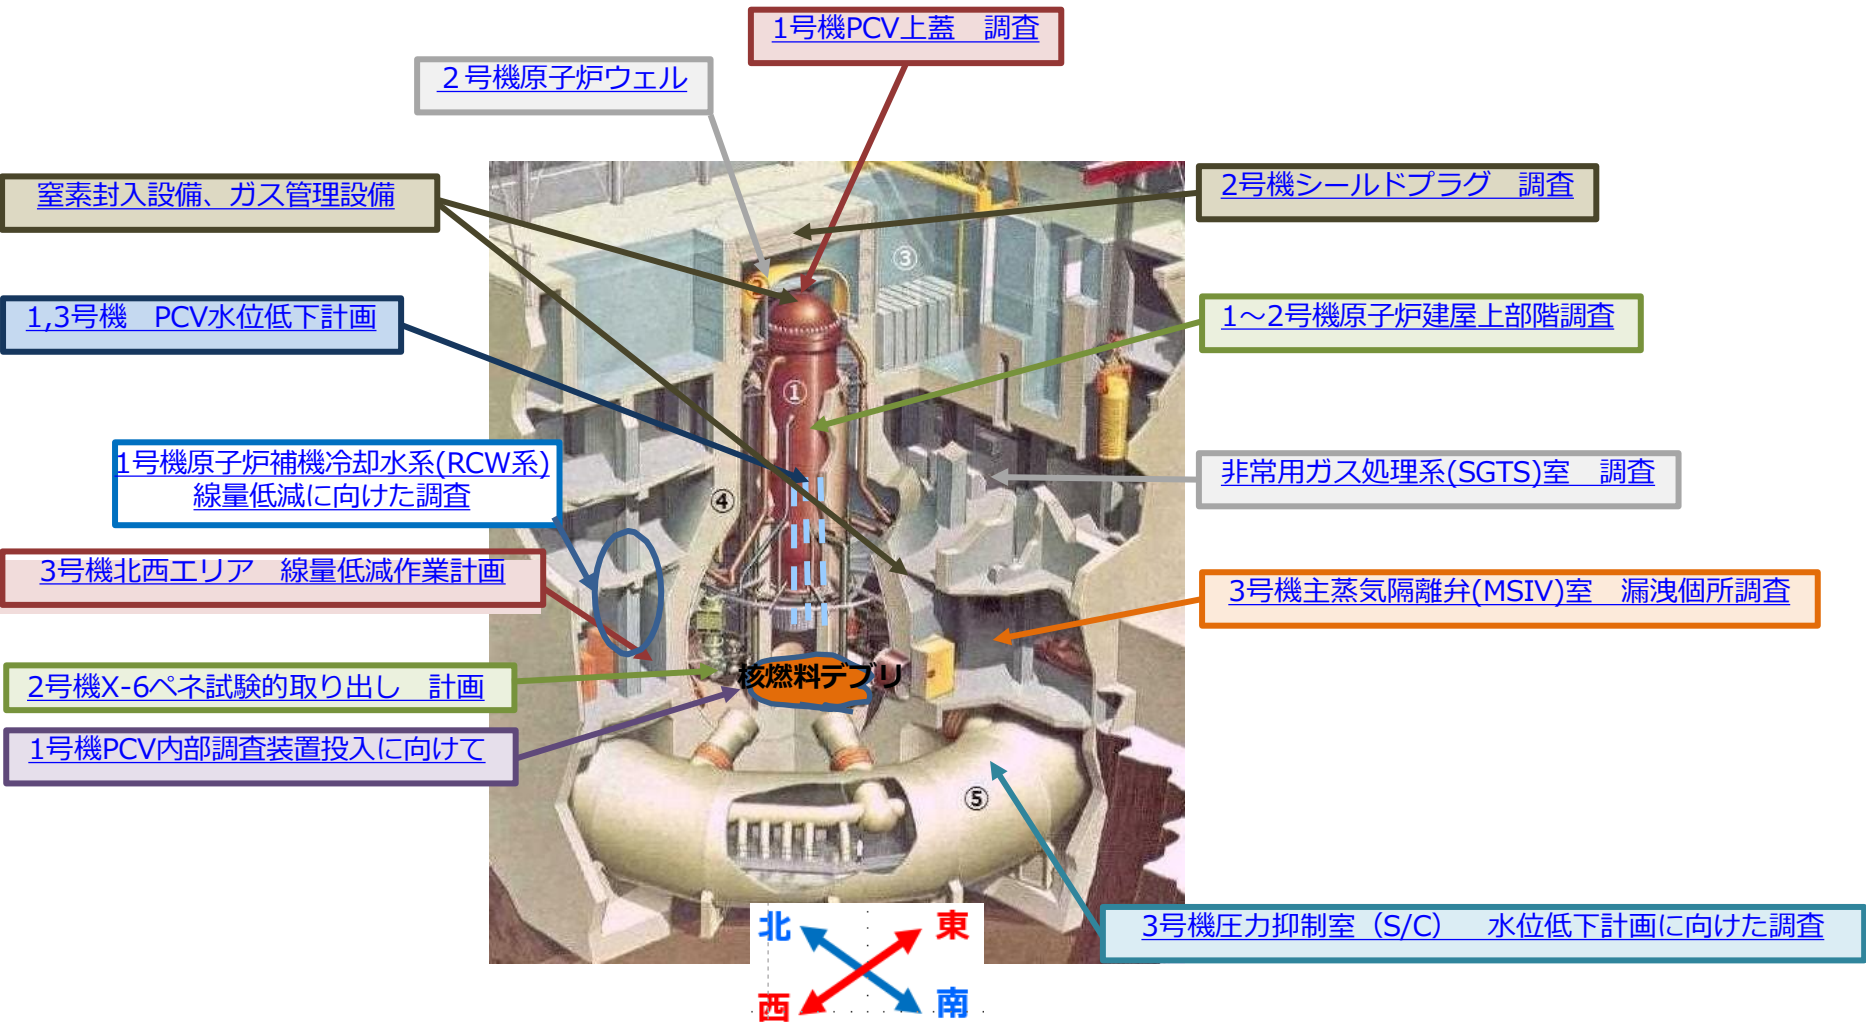 1号機PCV上蓋　調査
２号機原子炉ウェル
窒素封入設備、ガス管理設備
2号機シールドプラグ　調査
③
②
1,3号機　PCV水位低下計画
1～2号機原子炉建屋上部階調査
①
1号機原子炉補機冷却水系(RCW系)
線量低減に向けた調査
非常用ガス処理系(SGTS)室　調査
④
3号機北西エリア　線量低減作業計画
3号機主蒸気隔離弁(MSIV)室　漏洩個所調査
核燃料デブリ
2号機X-6ペネ試験的取り出し　計画
1号機PCV内部調査装置投入に向けて
⑤
3号機圧力抑制室（S/C）　水位低下計画に向けた調査
北
東
西
南